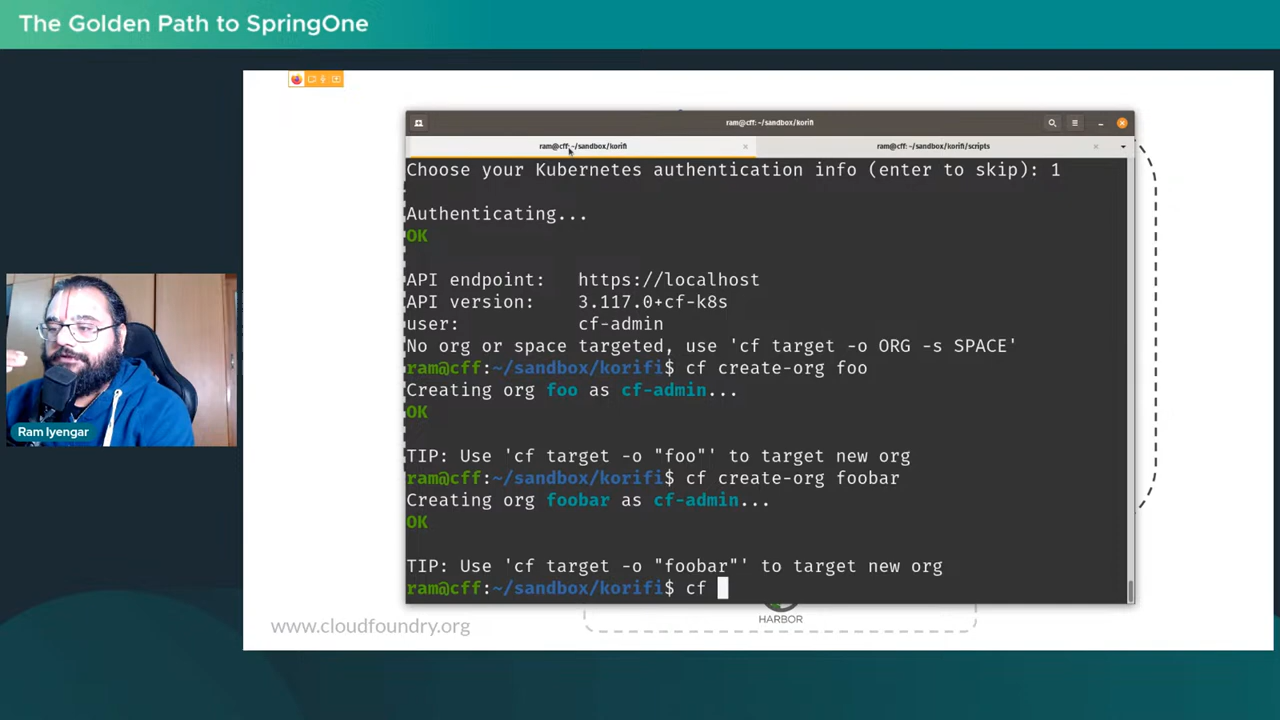 The Golden Path to SpringOne
ram@cff: ~/sandbox/korifi
ram@cff: ~/sandbox/korifi
ram@cff: ~/sandbox/korifi/scripts
Choose your Kubernetes authentication info (enter to skip): 1
Authenticating...
OK
API endpoint: https://localhost
API version: 3.117.0+cf-k8s
user: cf-admin
No org or space targeted, use 'cf target -o ORG -s SPACE'
ram@cff:~/sandbox/korifi$ cf create-org foo
Creating org foo as cf-admin...
OK
TIP: Use 'cf target -o "foo"' to target new org
ram@cff:~/sandbox/korifi$ cf create-org foobar
Creating org foobar as cf-admin...
OK
TIP: Use 'cf target -o "foobar"' to target new org
ram@cff:~/sandbox/korifi$ cf
Ram Iyengar
HARBOR
www.cloudfoundry.org